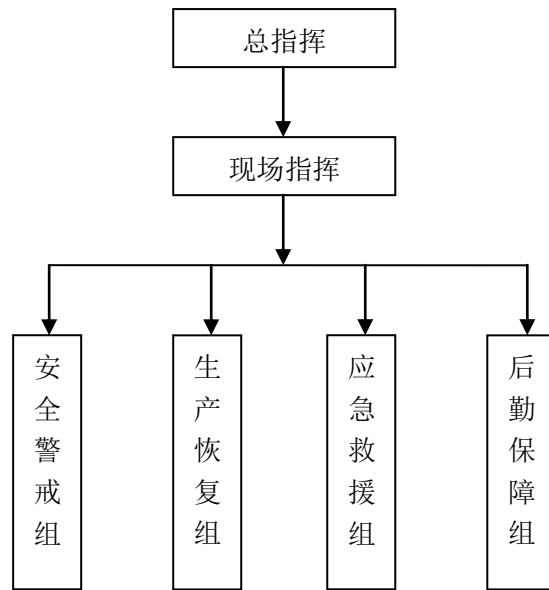 总指挥
现场指挥
安全警戒组
生产恢复组
应急救援组
后勤保障组